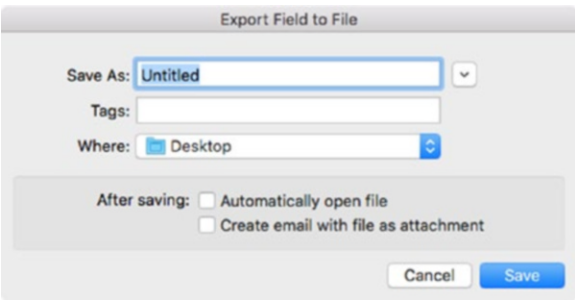 Export Field to File
Save As: Untitled
Tags:
Where: Desktop
After saving: Automatically open file
Create email with file as attachment
Cancel Save